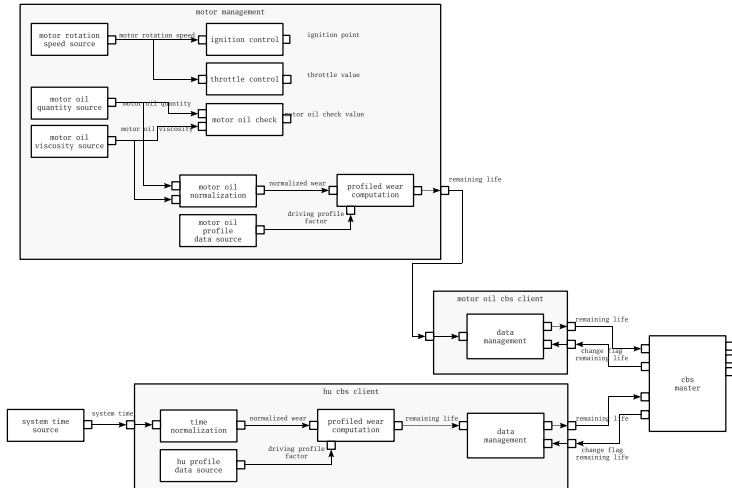 motor management
motor rotation
speed source
motor rotation speed
ignition control
ignition point
throttle control
throttle value
motor oil
quantity source
motor oil quantity
motor oil check
motor oil check value
motor oil
viscosity source
motor oil viscosity
motor oil
normalization
normalized wear
profiled wear
computation
remaining life
motor oil
profile
data source
driving profile
factor
motor oil cbs client
data
management
remaining life
change flag
remaining life
cbs
master
hu cbs client
system time
source
system time
time
normalization
normalized wear
profiled wear
computation
remaining life
data
management
remaining life
change flag
remaining life
hu profile
data source
driving profile
factor